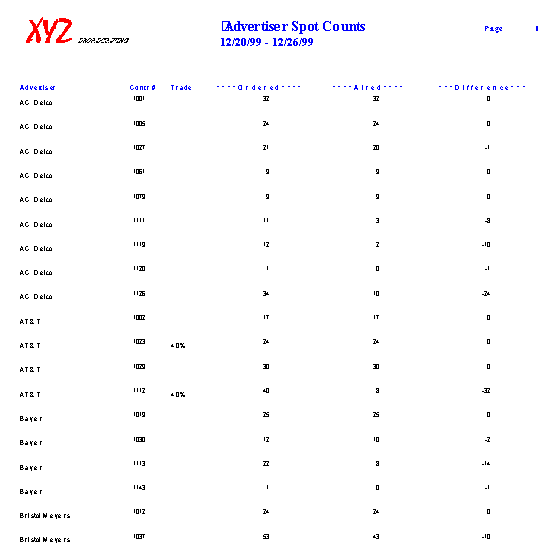 XYZ BROADCASTING
Advertiser Spot Counts Page
12/20/99 - 12/26/99
Advertiser Contr# Trade ****Ordered**** ****Aired**** ***Difference***
AC Delco 1001 32 32 0
AC Delco 1006 24 24 0
AC Delco 1027 21 20 -1
AC Delco 1061 9 9 0
AC Delco 1079 9 9 0
AC Delco 1111 11 3 -8
AC Delco 1119 12 2 -10
AC Delco 1120 1 0 -1
AC Delco 1126 34 10 -24
AT&T 1002 17 17 0
AT&T 1023 40% 24 24 0
AT&T 1029 30 30 0
AT&T 1112 40% 40 8 -32
Bayer 1019 25 25 0
Bayer 1030 12 10 -2
Bayer 1113 22 8 -14
Bayer 1143 1 0 -1
Bristol Meyers 1012 24 24 0
Bristol Meyers 1037 53 43 -10